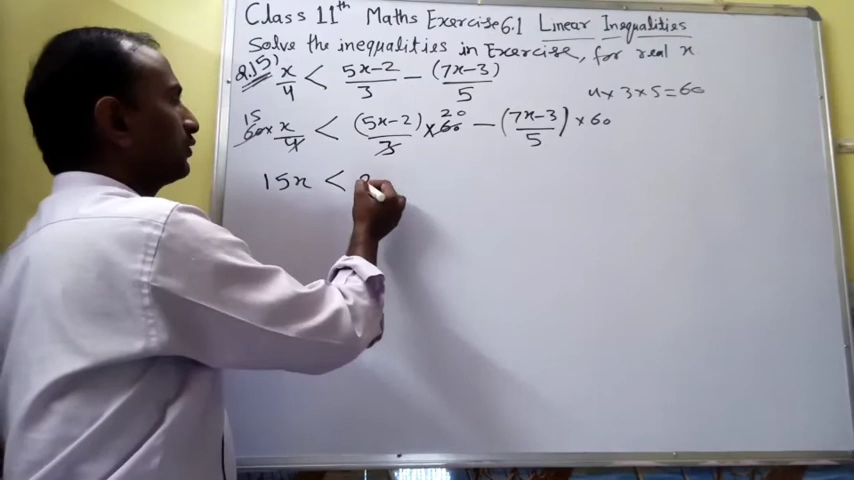 Class 11th Maths Exercise 6.1 Linear Inequalities
Solve the inequalities in Exercise, for real x
Q.15) x/4 < (5x-2)/3 - (7x-3)/5
4 x 3 x 5 = 60
15 60 x x/4 < (5x-2)/3 x 60 20 - (7x-3)/5 x 60
15x <